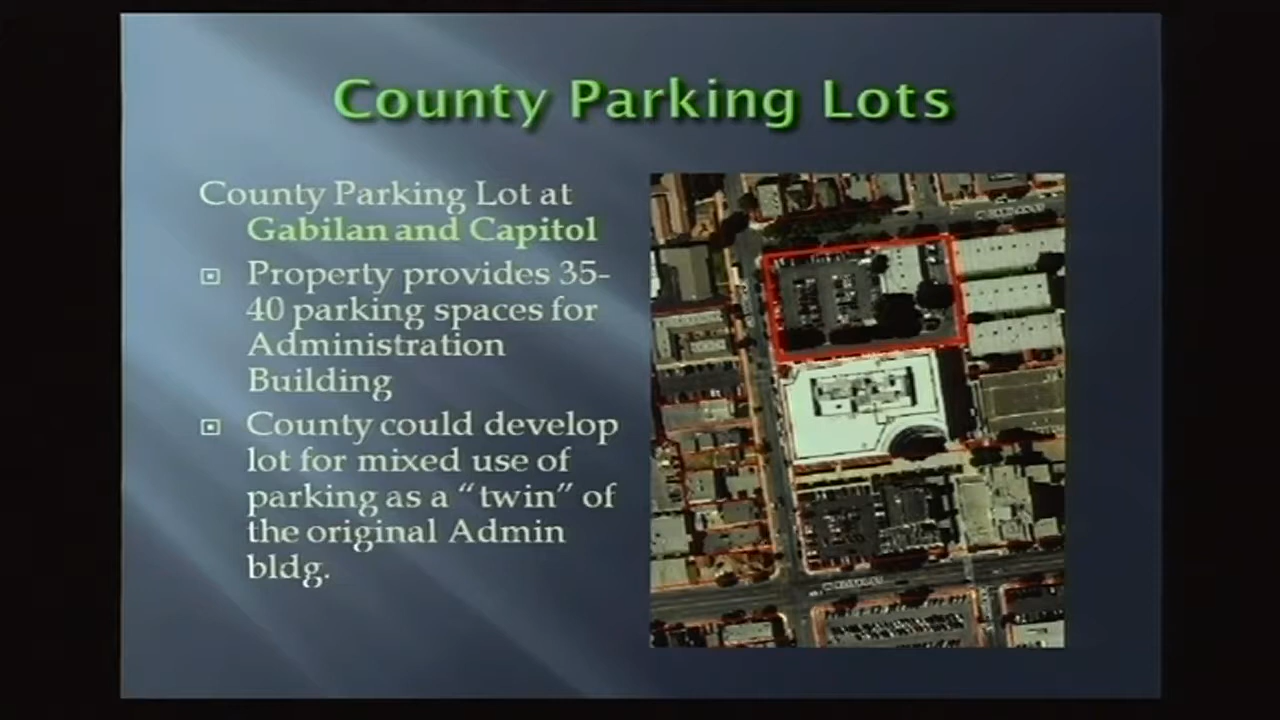 County Parking Lots
County Parking Lot at
Gabilan and Capitol
Property provides 35-
40 parking spaces for
Administration
Building
County could develop
lot for mixed use of
parking as a “twin” of
the original Admin
bldg.